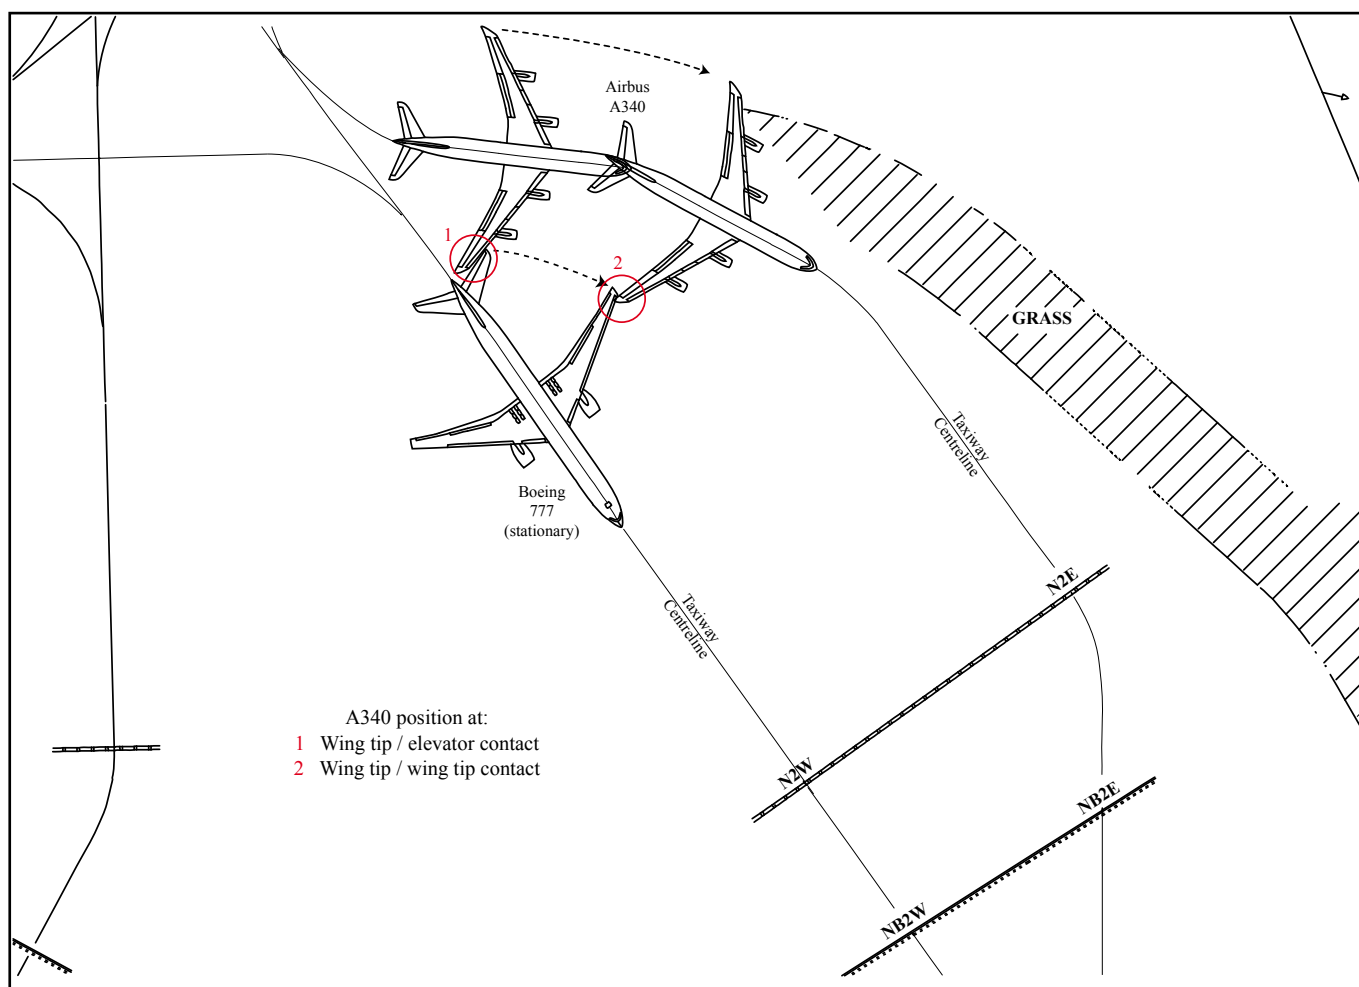 Airbus
A340
1
2
GRASS
Taxiway
Centreline
Boeing
777
(stationary)
N2E
Taxiway
Centreline
A340 position at:
1 Wing tip / elevator contact
2 Wing tip / wing tip contact
N2W
NB2E
NB2W